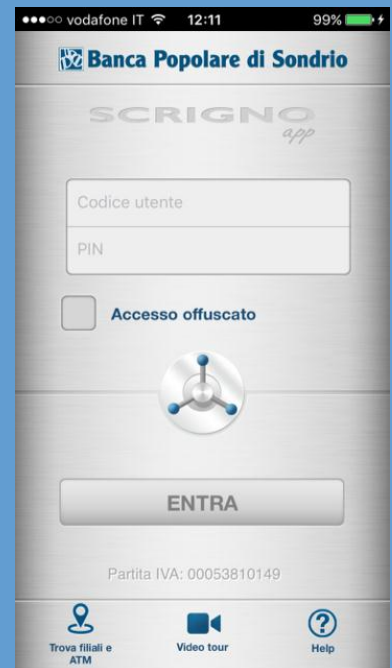 vodafone IT 12:11 99%
Banca Popolare di Sondrio
SCRIGNO
app
Codice utente
PIN
Accesso offuscato
ENTRA
Partita IVA: 00053810149
Trova filiali e
ATM
Video tour
Help